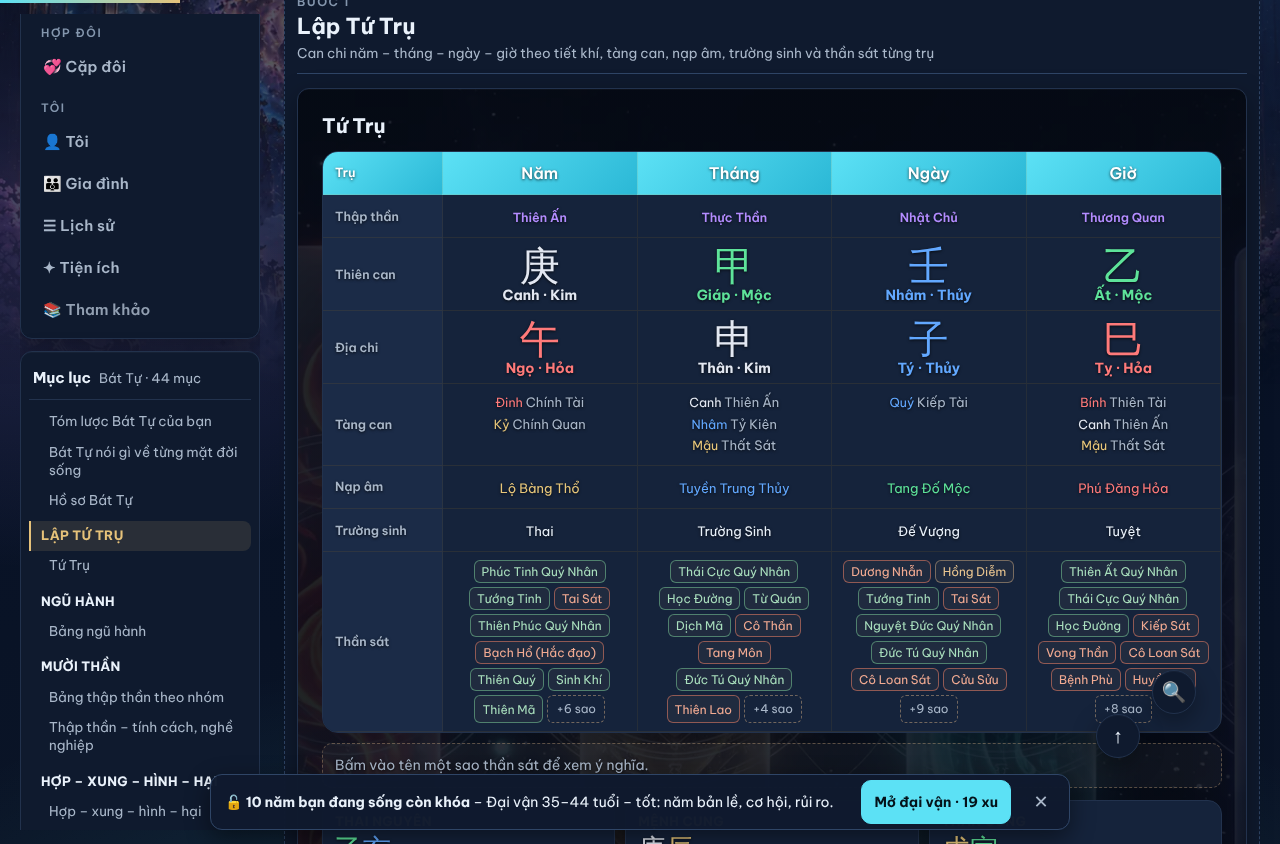 HỢP ĐÔI
💞 Cặp đôi
TÔI
👤 Tôi
👪 Gia đình
☰ Lịch sử
✦ Tiện ích
📚 Tham khảo
Mục lục Bát Tự · 44 mục
Tóm lược Bát Tự của bạn
Bát Tự nói gì về từng mặt đời
sống
Hồ sơ Bát Tự
LẬP TỨ TRỤ
Tứ Trụ
NGŨ HÀNH
Bảng ngũ hành
MƯỜI THẦN
Bảng thập thần theo nhóm
Thập thần – tính cách, nghề
nghiệp
HỢP – XUNG – HÌNH – HẠ
Hợp – xung – hình – hại
BƯỚC 1
Lập Tứ Trụ
Can chi năm – tháng – ngày – giờ theo tiết khí, tàng can, nạp âm, trường sinh và thần sát từng trụ
Tứ Trụ
Trụ Năm Tháng Ngày Giờ
Thập thần Thiên Ấn Thực Thần Nhật Chủ Thương Quan
Thiên can 庚 甲 壬 乙
Canh · Kim Giáp · Mộc Nhâm · Thủy Ất · Mộc
Địa chi 午 申 子 巳
Ngọ · Hỏa Thân · Kim Tý · Thủy Tỵ · Hỏa
Tàng can
Đinh Chính Tài Canh Thiên Ấn Quý Kiếp Tài Bính Thiên Tài
Kỷ Chính Quan Nhâm Tỷ Kiên Canh Thiên Ấn
Mậu Thất Sát Mậu Thất Sát
Nạp âm Lộ Bàng Thổ Tuyền Trung Thủy Tang Đố Mộc Phú Đăng Hỏa
Trường sinh Thai Trường Sinh Đế Vượng Tuyệt
Thần sát
Phúc Tinh Quý Nhân Thái Cực Quý Nhân Dương Nhẫn Hồng Diễm Thiên Ất Quý Nhân
Tướng Tinh Tai Sát Học Đường Từ Quán Tướng Tinh Tai Sát Thái Cực Quý Nhân
Thiên Phúc Quý Nhân Dịch Mã Cô Thần Nguyệt Đức Quý Nhân Học Đường Kiếp Sát
Bạch Hổ (Hắc đạo) Tang Môn Đức Tú Quý Nhân Vong Thần Cô Loan Sát
Thiên Quý Sinh Khí Đức Tú Quý Nhân Cô Loan Sát Cửu Sửu Bệnh Phù
Thiên Mã +6 sao Thiên Lao +4 sao +9 sao +8 sao
🔍
↑
Bấm vào tên một sao thần sát để xem ý nghĩa.
🔓 10 năm bạn đang sống còn khóa – Đại vận 35–44 tuổi – tốt: năm bản lề, cơ hội, rủi ro. Mở đại vận · 19 xu ✕